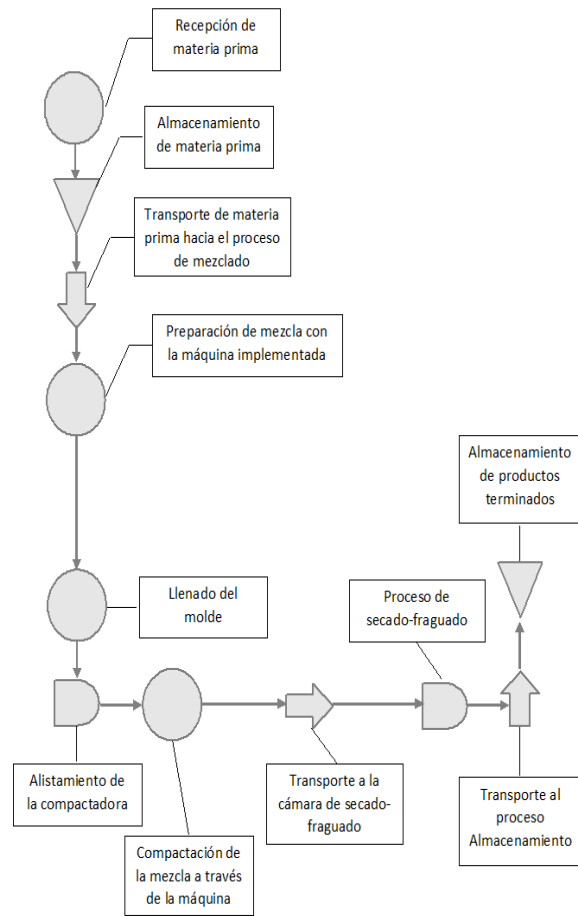 Recepción de
materia prima
Almacenamiento
de materia prima
Transporte de materia
prima hacia el proceso
de mezclado
Preparación de mezcla con
la máquina implementada
Almacenamiento
de productos
terminados
Llenado del
molde
Proceso de
secado-fraguado
Alistamiento de
la compactadora
Compactación de
la mezcla a través
de la máquina
Transporte a la
cámara de secado-
fraguado
Transporte al
proceso
Almacenamiento